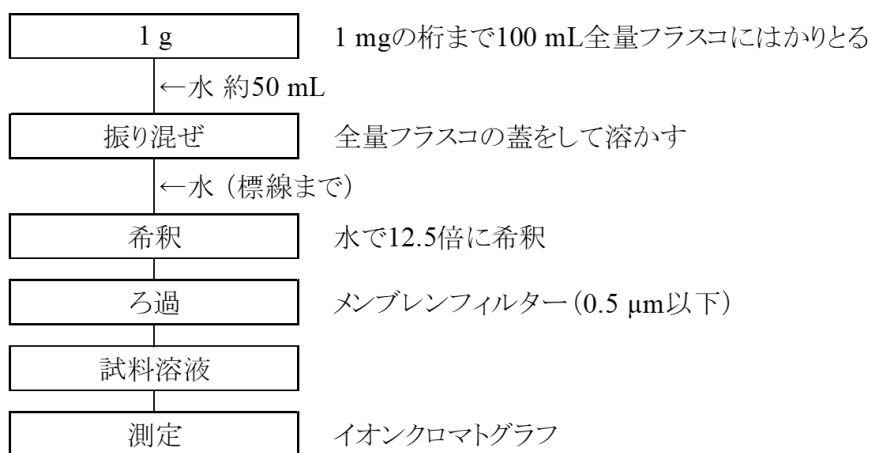 1 g 1 mgの桁まで100 mL全量フラスコにはかりとる
←水 約50 mL
振り混ぜ 全量フラスコの蓋をして溶かす
←水（標線まで）
希釈 水で12.5倍に希釈
ろ過 メンブレンフィルター（0.5 μm以下）
試料溶液
測定 イオンクロマトグラフ